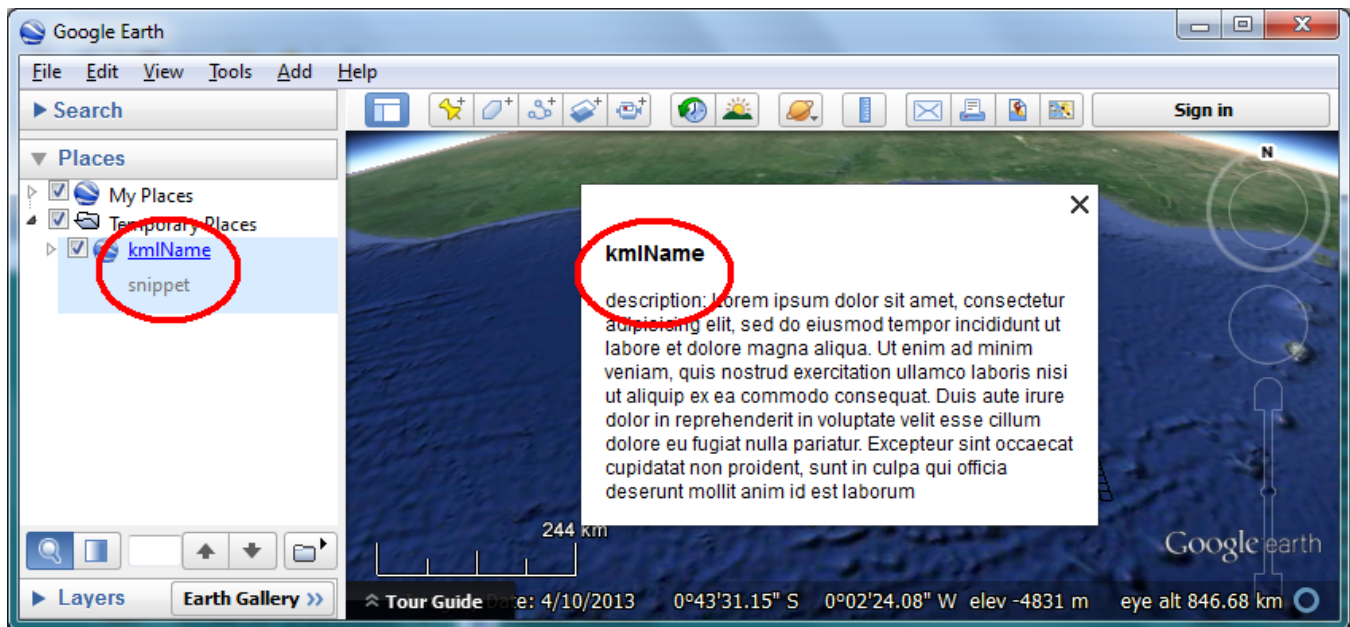 Google Earth
File Edit View Tools Add Help
Search
Sign in
Places
My Places
Temporary Places
kmlName
snippet
N
kmlName
description: Lorem ipsum dolor sit amet, consectetur
adipisicing elit, sed do eiusmod tempor incididunt ut
labore et dolore magna aliqua. Ut enim ad minim
veniam, quis nostrud exercitation ullamco laboris nisi
ut aliquip ex ea commodo consequat. Duis aute irure
dolor in reprehenderit in voluptate velit esse cillum
dolore eu fugiat nulla pariatur. Excepteur sint occaecat
cupidatat non proident, sunt in culpa qui officia
deserunt mollit anim id est laborum
244 km
Google earth
Layers Earth Gallery »
Tour Guide e: 4/10/2013 0°43'31.15" S 0°02'24.08" W elev -4831 m eye alt 846.68 km